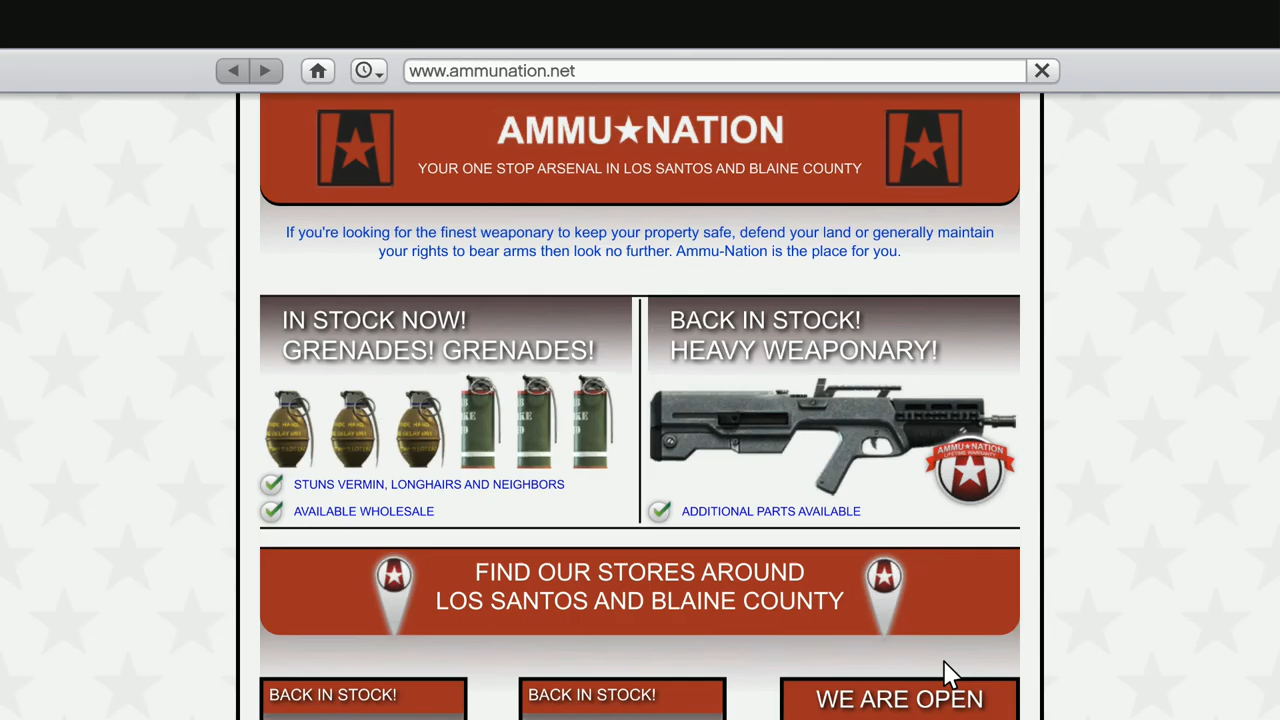 www.ammunation.net
AMMU★NATION
YOUR ONE STOP ARSENAL IN LOS SANTOS AND BLAINE COUNTY
If you're looking for the finest weaponary to keep your property safe, defend your land or generally maintain
your rights to bear arms then look no further. Ammu-Nation is the place for you.
IN STOCK NOW!
GRENADES! GRENADES!
STUNS VERMIN, LONGHAIRS AND NEIGHBORS
AVAILABLE WHOLESALE
BACK IN STOCK!
HEAVY WEAPONARY!
AMMU★NATION
LIFETIME WARRANTY
ADDITIONAL PARTS AVAILABLE
FIND OUR STORES AROUND
LOS SANTOS AND BLAINE COUNTY
BACK IN STOCK!
BACK IN STOCK!
WE ARE OPEN